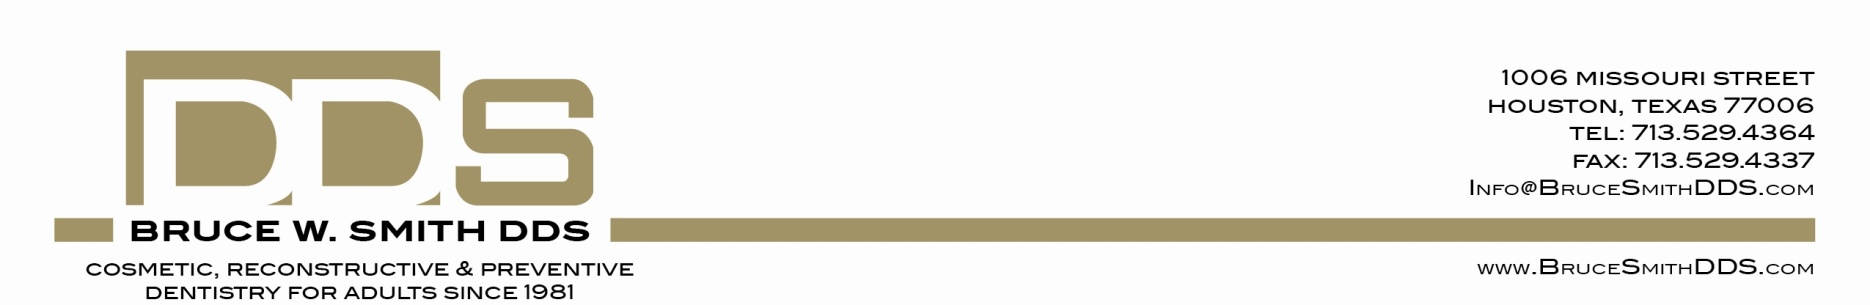 DDS
BRUCE W. SMITH DDS
COSMETIC, RECONSTRUCTIVE & PREVENTIVE
DENTISTRY FOR ADULTS SINCE 1981
1006 MISSOURI STREET
HOUSTON, TEXAS 77006
TEL: 713.529.4364
FAX: 713.529.4337
INFO@BRUCESMITHDDS.COM
WWW.BRUCESMITHDDS.COM